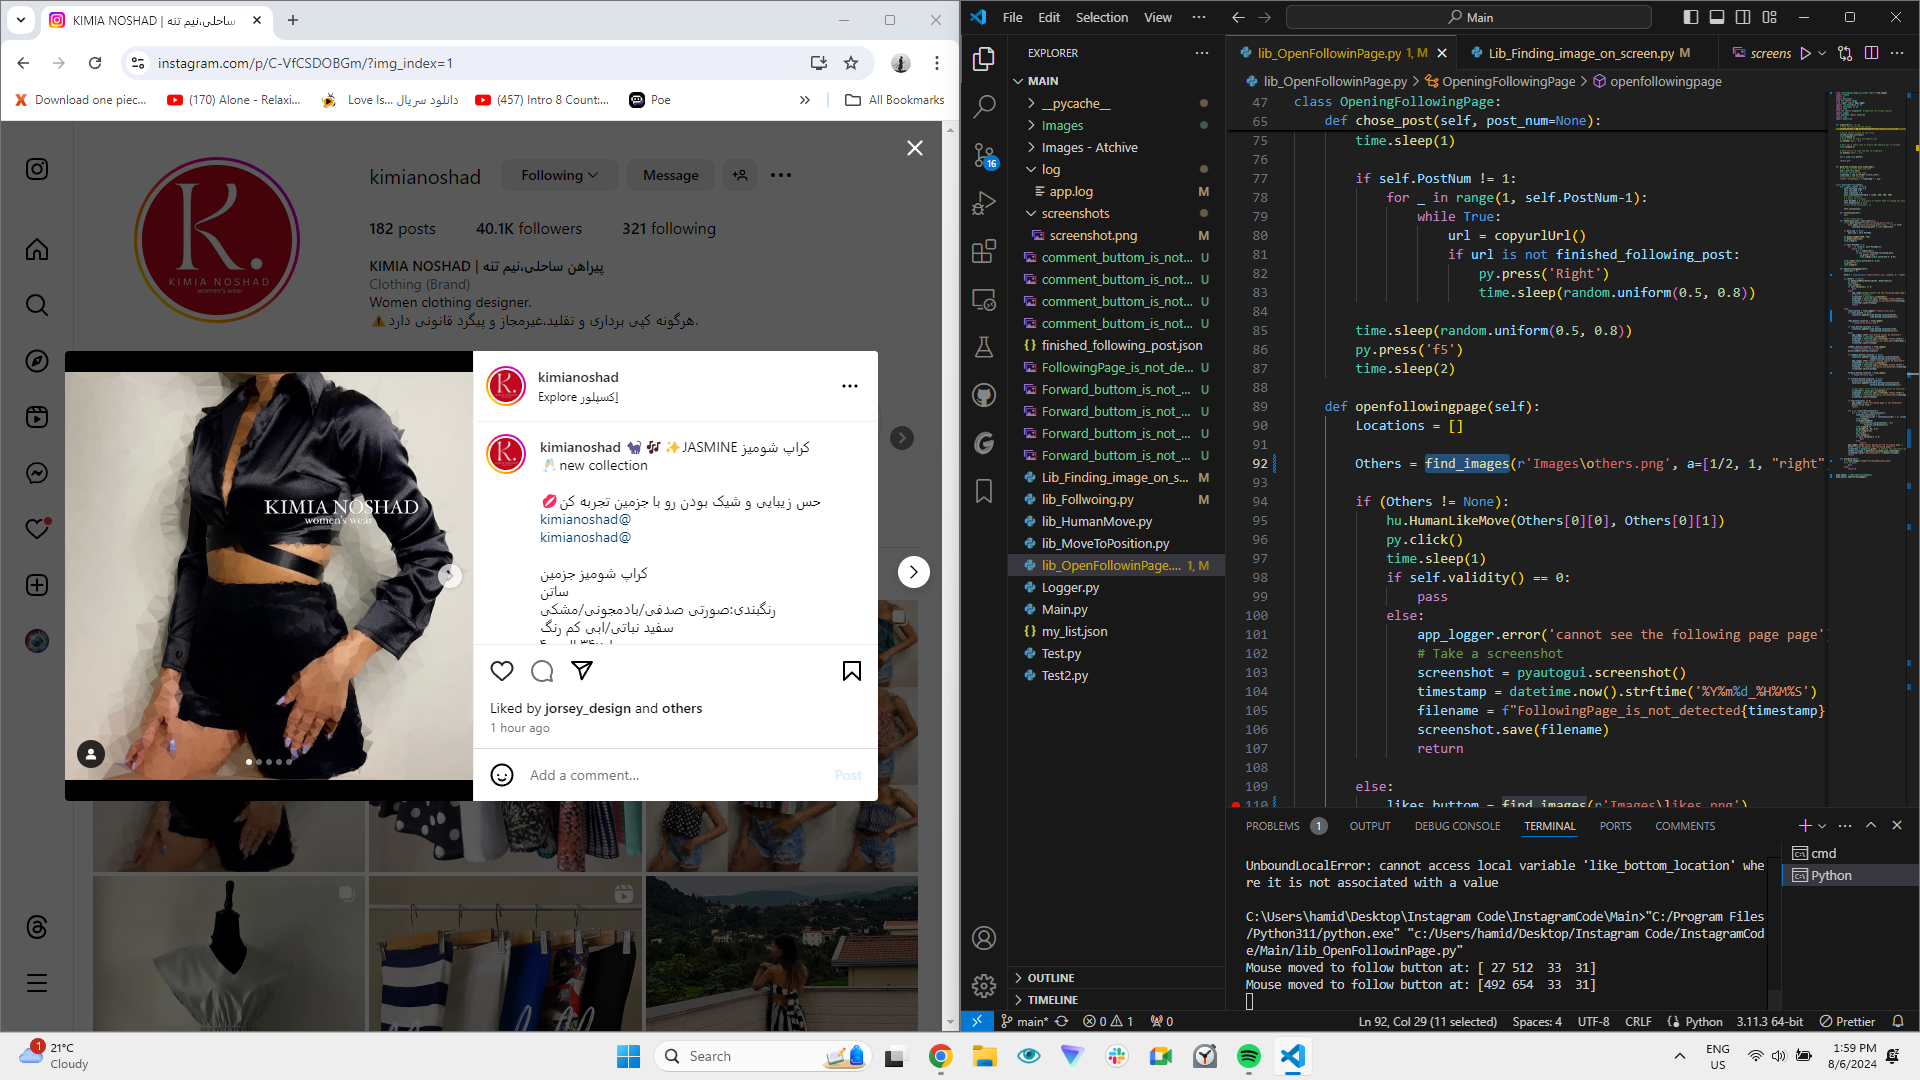 KIMIA NOSHAD | ساحلی،نیم تنه
instagram.com/p/C-VfCSDOBGm/?img_index=1
Download one piec...
(170) Alone - Relaxi...
Love Is... دانلود سریال
(457) Intro 8 Count:...
Poe
All Bookmarks
kimianoshad
Following
Message
182 posts
40.1K followers
321 following
KIMIA NOSHAD | پیراهن ساحلی،نیم تنه
Clothing (Brand)
Women clothing designer.
⚠️هرگونه کپی برداری و تقلید،غیرمجاز و پیگرد قانونی دارد.
K.
KIMIA NOSHAD
women's wear
KIMIA NOSHAD
women's wear
kimianoshad
Explore إکسپلور
kimianoshad 🐈‍⬛ 🎶 ✨JASMINE کراپ شومیز
🥂new collection
💋حس زیبایی و شیک بودن رو با جزمین تجربه کن
kimianoshad@
kimianoshad@
کراپ شومیز جزمین
ساتن
رنگبندی:صورتی صدفی/بادمجونی/مشکی
سفید نباتی/ابی کم رنگ
Liked by jorsey_design and others
1 hour ago
Add a comment...
Post
File Edit Selection View ...
Main
EXPLORER
MAIN
__pycache__
Images
Images - Atchive
log
app.log M
screenshots
screenshot.png M
comment_buttom_is_not... U
comment_buttom_is_not... U
comment_buttom_is_not... U
comment_buttom_is_not... U
finished_following_post.json
FollowingPage_is_not_de... U
Forward_buttom_is_not_... U
Forward_buttom_is_not_... U
Forward_buttom_is_not_... U
Forward_buttom_is_not_... U
Lib_Finding_image_on_s... M
lib_Follwoing.py M
lib_HumanMove.py
lib_MoveToPosition.py
lib_OpenFollowinPage.... 1, M
Logger.py
Main.py
my_list.json
Test.py
Test2.py
OUTLINE
TIMELINE
16
lib_OpenFollowinPage.py 1, M
Lib_Finding_image_on_screen.py M
screens
lib_OpenFollowinPage.py > OpeningFollowingPage > openfollowingpage
47 class OpeningFollowingPage:
65 def chose_post(self, post_num=None):
75 time.sleep(1)
76
77 if self.PostNum != 1:
78 for _ in range(1, self.PostNum-1):
79 while True:
80 url = copyurlUrl()
81 if url is not finished_following_post:
82 py.press('Right')
83 time.sleep(random.uniform(0.5, 0.8))
84
85 time.sleep(random.uniform(0.5, 0.8))
86 py.press('f5')
87 time.sleep(2)
88
89 def openfollowingpage(self):
90 Locations = []
91
92 Others = find_images(r'Images\others.png', a=[1/2, 1, "right"
93
94 if (Others != None):
95 hu.HumanLikeMove(Others[0][0], Others[0][1])
96 py.click()
97 time.sleep(1)
98 if self.validity() == 0:
99 pass
100 else:
101 app_logger.error('cannot see the following page page'
102 # Take a screenshot
103 screenshot = pyautogui.screenshot()
104 timestamp = datetime.now().strftime('%Y%m%d_%H%M%S')
105 filename = f"FollowingPage_is_not_detected{timestamp}
106 screenshot.save(filename)
107 return
108
109 else:
110 likes_buttom = find_images(r'Images\likes.png')
PROBLEMS 1 OUTPUT DEBUG CONSOLE TERMINAL PORTS COMMENTS
UnboundLocalError: cannot access local variable 'like_bottom_location' whe
re it is not associated with a value
C:\Users\hamid\Desktop\Instagram Code\InstagramCode\Main>"C:/Program Files
/Python311/python.exe" "c:/Users/hamid/Desktop/Instagram Code/InstagramCod
e/Main/lib_OpenFollowinPage.py"
Mouse moved to follow button at: [ 27 512  33  31]
Mouse moved to follow button at: [492 654  33  31]
cmd
Python
main* 0 1 0
Ln 92, Col 29 (11 selected) Spaces: 4 UTF-8 CRLF Python 3.11.3 64-bit Prettier
1
21°C
Cloudy
Search
ENG
US
1:59 PM
8/6/2024